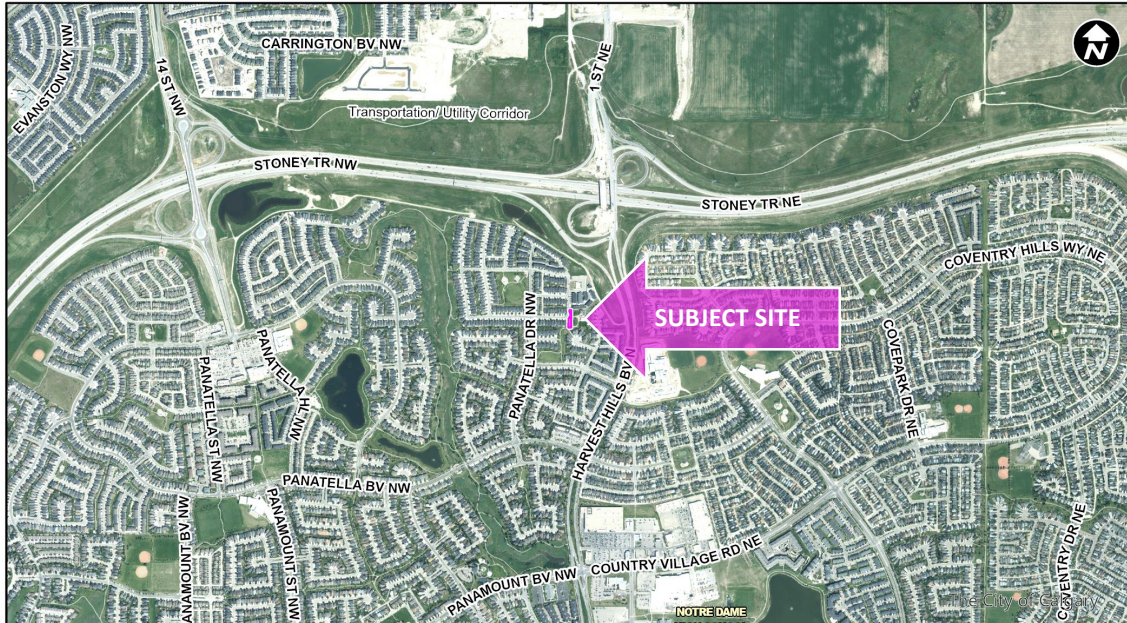 N
CARRINGTON BV NW
EVANSTON WY NW
14 ST NW
1 ST NE
Transportation/ Utility Corridor
STONEY TR NW
STONEY TR NE
COVENTRY HILLS WY NE
SUBJECT SITE
PANATELLA DR NW
PANATELLA HL NW
PANATELLA ST NW
HARVEST HILLS BV N
COVEPARK DR NE
PANATELLA BV NW
PANAMOUNT ST NW
ANAMOUNT BV NW
COVENTRY DR NE
PANAMOUNT BV NW
COUNTRY VILLAGE RD NE
The City of Calgary
NOTRE DAME